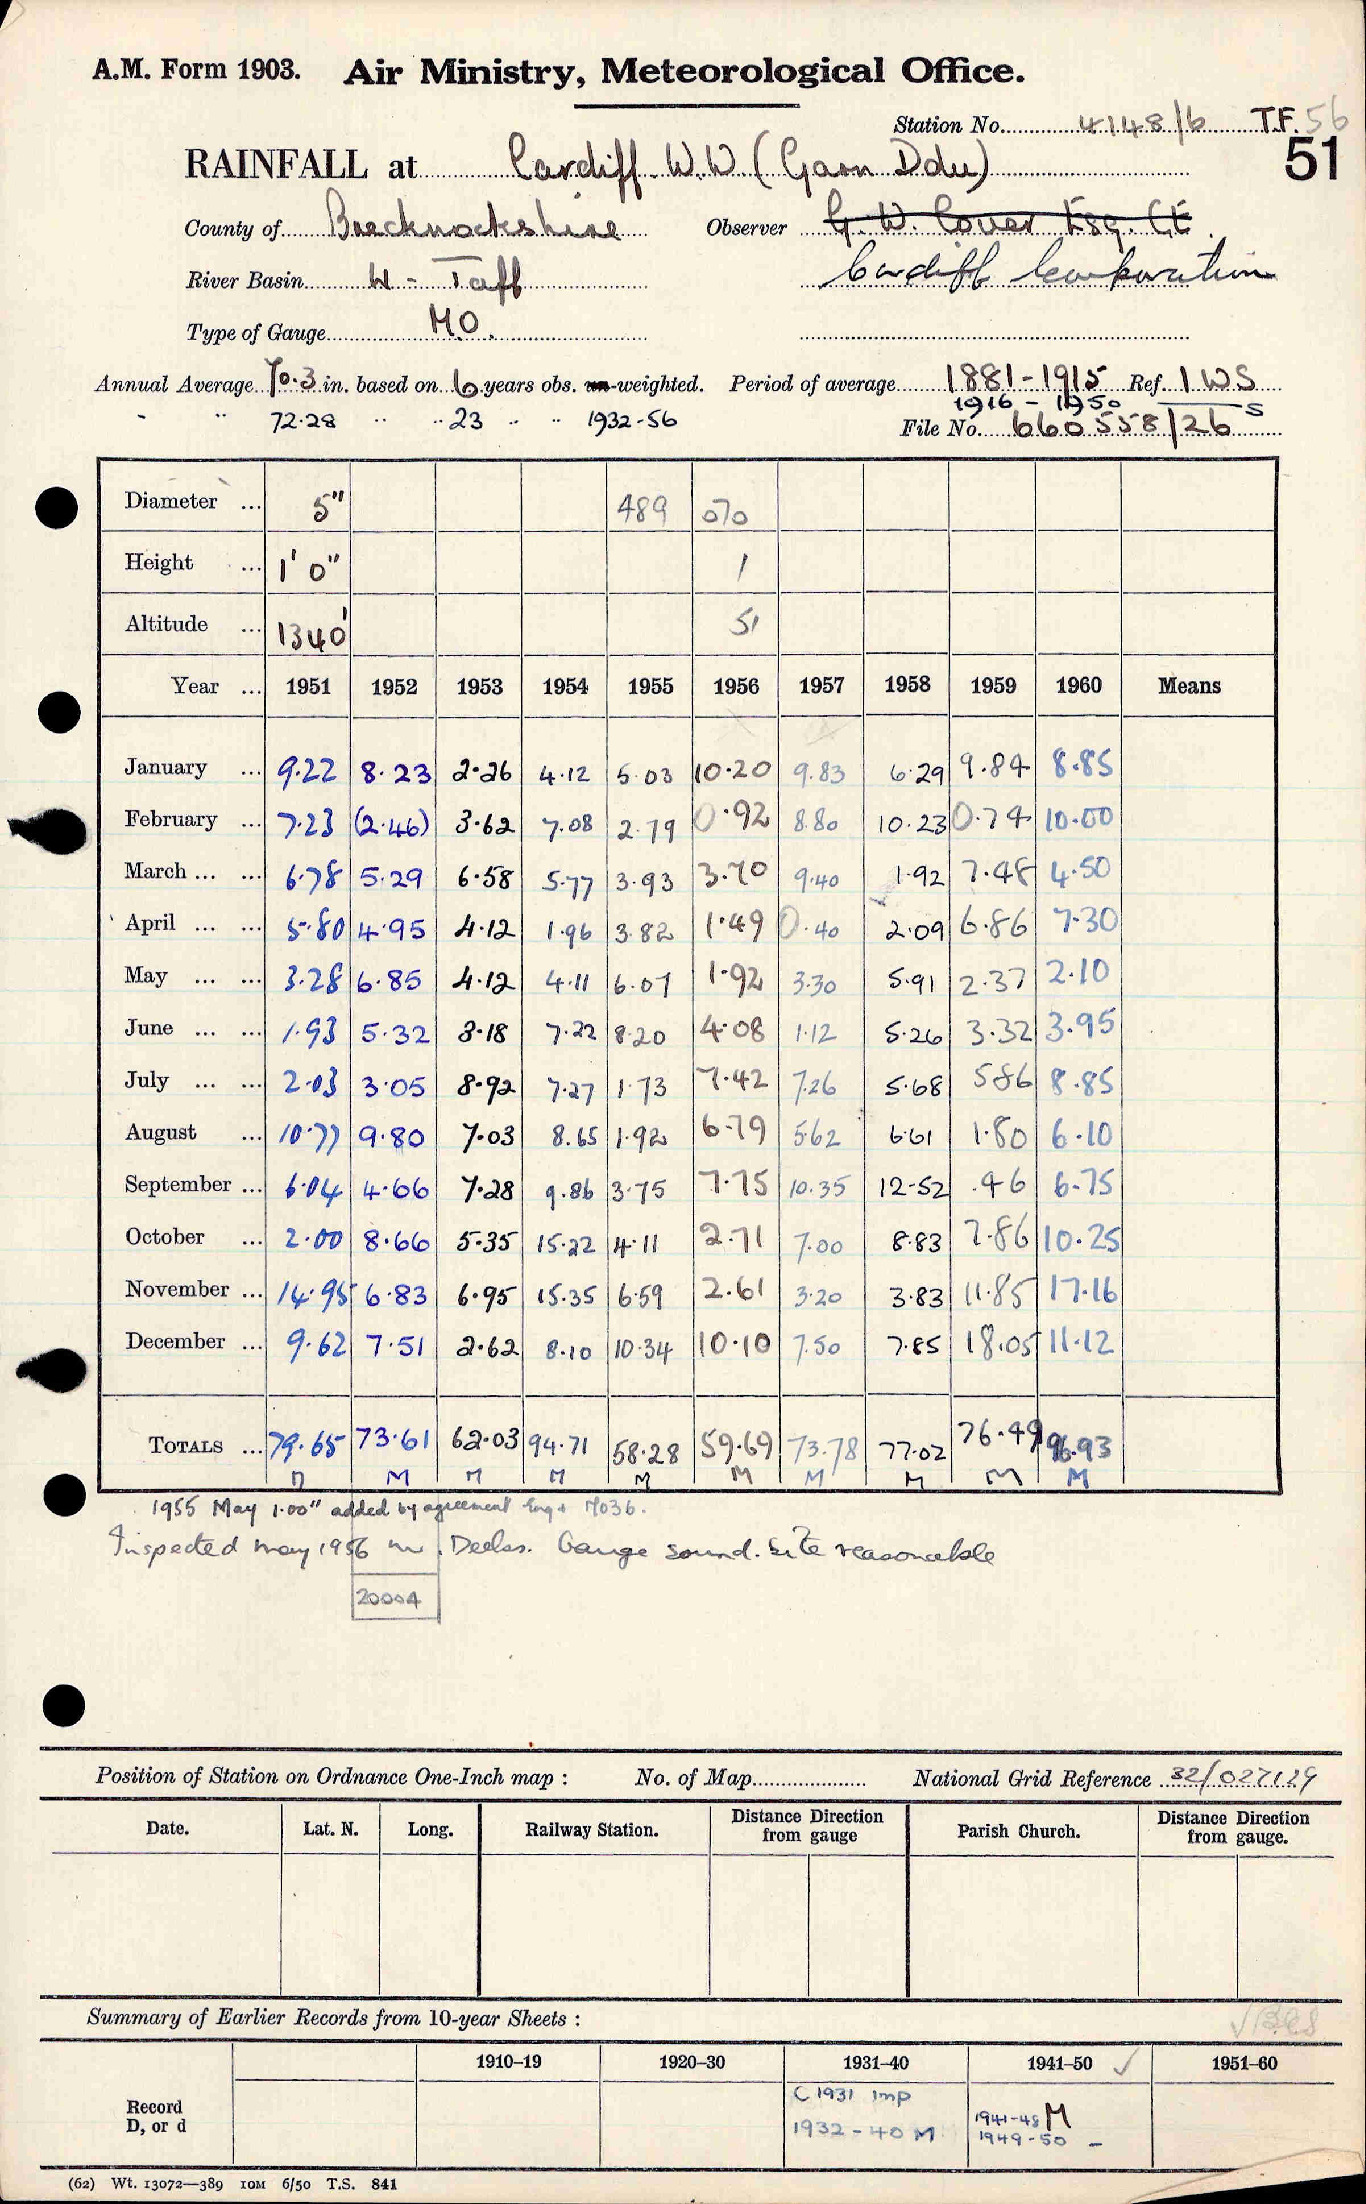 A.M. Form 1903. Air Ministry, Meteorological Office.
Station No. 4148/6 T.F. 56
RAINFALL at Cardiff W.W (Garn Ddu) 51
County of Brecknockshire Observer G. W. Cover Esq. CE.
River Basin W - Taff Cardiff Corporation
Type of Gauge M.O.
Annual Average 70.3 in. based on 6 years obs. -weighted. Period of average 1881-1915 Ref. IWS
1916 - 1950
" 72.28 " " 23 " " 1932-56 File No. 660558/26 S
Diameter ... 5" 489 070
Height ... 1' 0" 1
Altitude ... 1340' 51
Year ... 1951 1952 1953 1954 1955 1956 1957 1958 1959 1960 Means
January ... 9.22 8.23 2.26 4.12 5.03 10.20 9.83 6.29 9.84 8.85
February ... 7.23 (2.46) 3.62 7.08 2.79 0.92 8.80 10.23 0.74 10.00
March ... ... 6.78 5.29 6.58 5.77 3.93 3.70 9.40 1.92 7.48 4.50
April ... ... 5.80 4.95 4.12 1.96 3.82 1.49 0.40 2.09 6.86 7.30
May ... ... 3.28 6.85 4.12 4.11 6.07 1.92 3.30 5.91 2.37 2.10
June ... ... 1.93 5.32 3.18 7.22 8.20 4.08 1.12 5.26 3.32 3.95
July ... ... 2.03 3.05 8.92 7.27 1.73 7.42 7.26 5.68 5.86 8.85
August ... 10.77 9.80 7.03 8.65 1.92 6.79 5.62 6.61 1.80 6.10
September ... 6.04 4.66 7.28 9.86 3.75 7.75 10.35 12.52 .46 6.75
October ... 2.00 8.66 5.35 15.22 4.11 2.71 7.00 8.83 7.86 10.25
November ... 14.95 6.83 6.95 15.35 6.59 2.61 3.20 3.83 11.85 17.16
December ... 9.62 7.51 2.62 8.10 10.34 10.10 7.50 7.85 18.05 11.12
TOTALS ... 79.65 73.61 62.03 94.71 58.28 59.69 73.78 77.02 76.49 96.93
M M M M M M M M M M
1955 May 1.00" added by agreement Eng+ 7036.
Inspected May 1956 Gauge sound. Site reasonable
20004
Position of Station on Ordnance One-Inch map : No. of Map National Grid Reference 32/027129
Date. Lat. N. Long. Railway Station. Distance Direction from gauge Parish Church. Distance Direction from gauge.
Summary of Earlier Records from 10-year Sheets :
1910-19 1920-30 1931-40 1941-50 ✓ 1951-60
Record D, or d
C 1931 imp
1932-40 M
1941-48 M
1949-50 -
(62) Wt. 13072—389 10M 6/50 T.S. 841